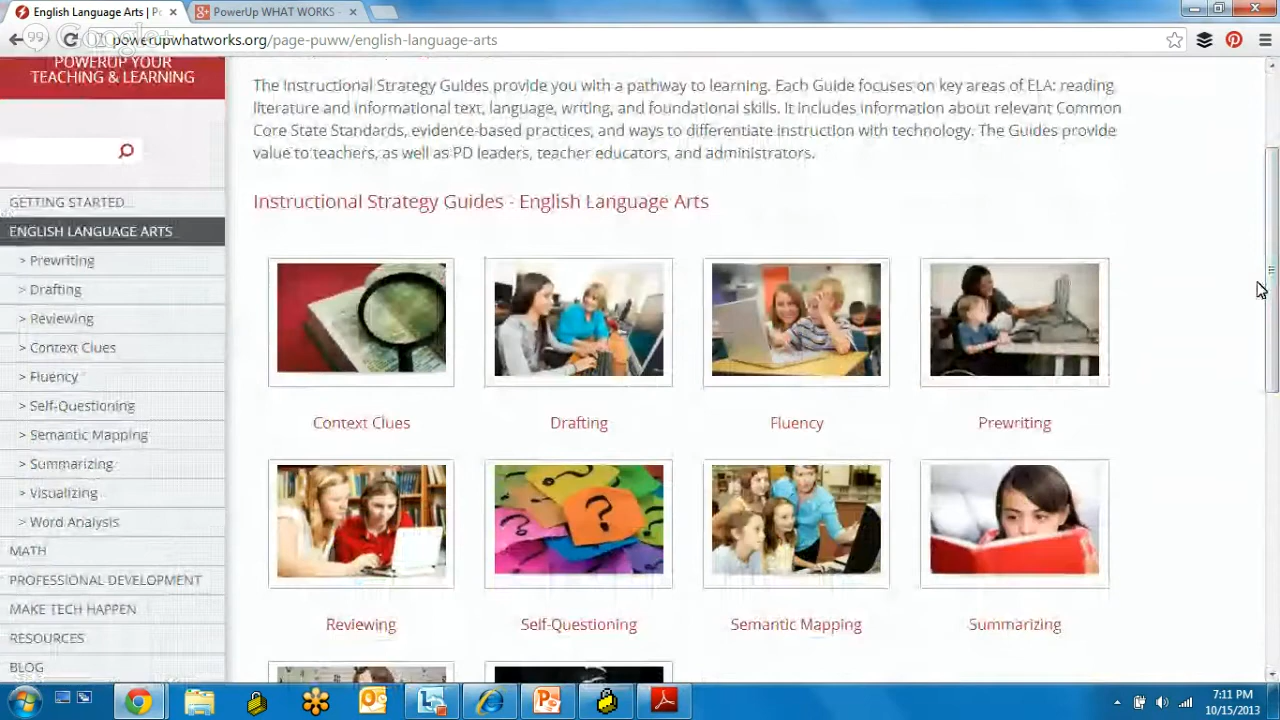 English Language Arts | Po
PowerUp WHAT WORKS -
Google+
powerupwhatworks.org/page-puww/english-language-arts
POWERUP YOUR
TEACHING & LEARNING
GETTING STARTED...
ENGLISH LANGUAGE ARTS
> Prewriting
> Drafting
> Reviewing
> Context Clues
> Fluency
> Self-Questioning
> Semantic Mapping
> Summarizing
> Visualizing
> Word Analysis
MATH
PROFESSIONAL DEVELOPMENT
MAKE TECH HAPPEN
RESOURCES
BLOG
The Instructional Strategy Guides provide you with a pathway to learning. Each Guide focuses on key areas of ELA: reading
literature and informational text, language, writing, and foundational skills. It includes information about relevant Common
Core State Standards, evidence-based practices, and ways to differentiate instruction with technology. The Guides provide
value to teachers, as well as PD leaders, teacher educators, and administrators.
Instructional Strategy Guides - English Language Arts
Context Clues
Drafting
Fluency
Prewriting
Reviewing
Self-Questioning
Semantic Mapping
Summarizing
7:11 PM
10/15/2013